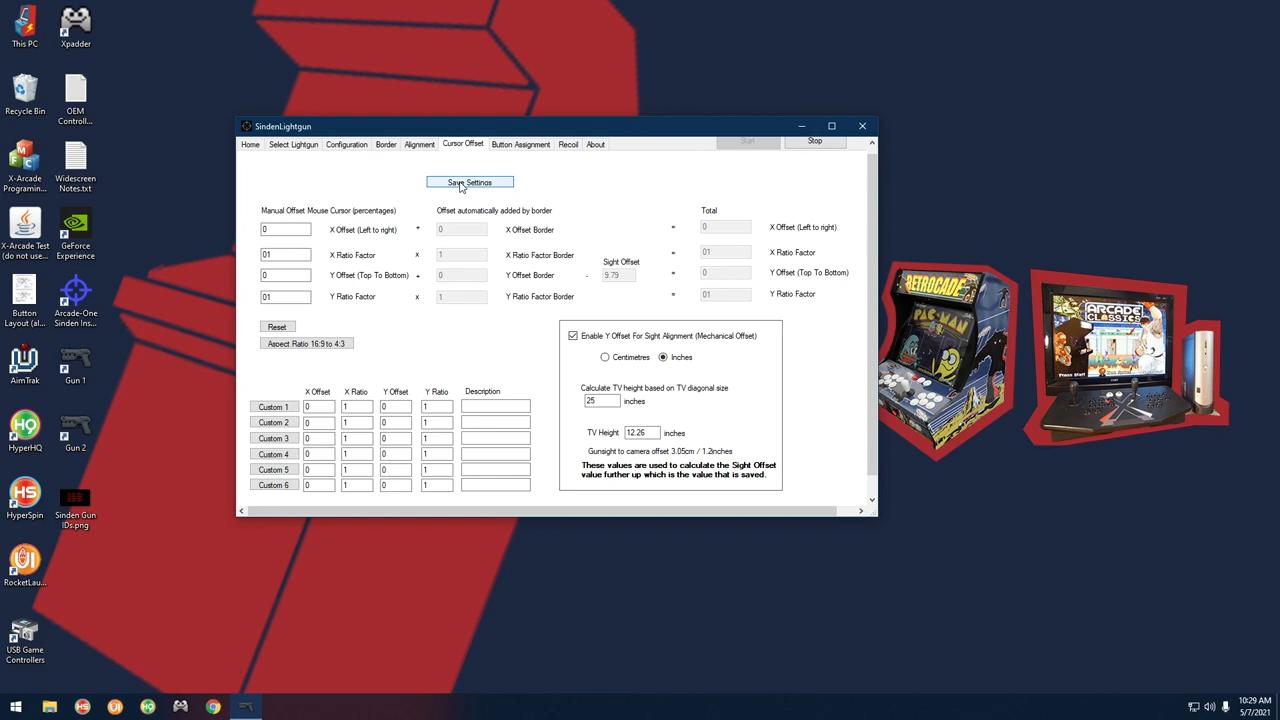 This PC
Xpadder
Recycle Bin
OEM
Controll...
X-Arcade
Programin...
Widescreen
Notes.txt
X-Arcade Test
(do not use...
GeForce
Experience
Button
Layout (al...
Arcade-One
Sinden Ins...
AimTrak
Gun 1
HyperHQ
Gun 2
HyperSpin
Sinden Gun
IDs.png
RocketLau...
USB Game
Controllers
SindenLightgun
Home
Select Lightgun
Configuration
Border
Alignment
Cursor Offset
Button Assignment
Recoil
About
Start
Stop
Save Settings
Manual Offset Mouse Cursor (percentages)
Offset automatically added by border
Total
0 X Offset (Left to right) + 0 X Offset Border = 0 X Offset (Left to right)
01 X Ratio Factor x 1 X Ratio Factor Border = 01 X Ratio Factor
Sight Offset
0 Y Offset (Top To Bottom) + 0 Y Offset Border - 9.79 = 0 Y Offset (Top To Bottom)
01 Y Ratio Factor x 1 Y Ratio Factor Border = 01 Y Ratio Factor
Reset
Aspect Ratio 16:9 to 4:3
X Offset X Ratio Y Offset Y Ratio Description
Custom 1 0 1 0 1
Custom 2 0 1 0 1
Custom 3 0 1 0 1
Custom 4 0 1 0 1
Custom 5 0 1 0 1
Custom 6 0 1 0 1
Enable Y Offset For Sight Alignment (Mechanical Offset)
Centimetres
Inches
Calculate TV height based on TV diagonal size
25 inches
TV Height 12.26 inches
Gunsight to camera offset 3.05cm / 1.2inches
These values are used to calculate the Sight Offset
value further up which is the value that is saved.
RETROCADE
PAC-MAN
ARCADE
CLASSICS
Press Start
10:29 AM
5/7/2021